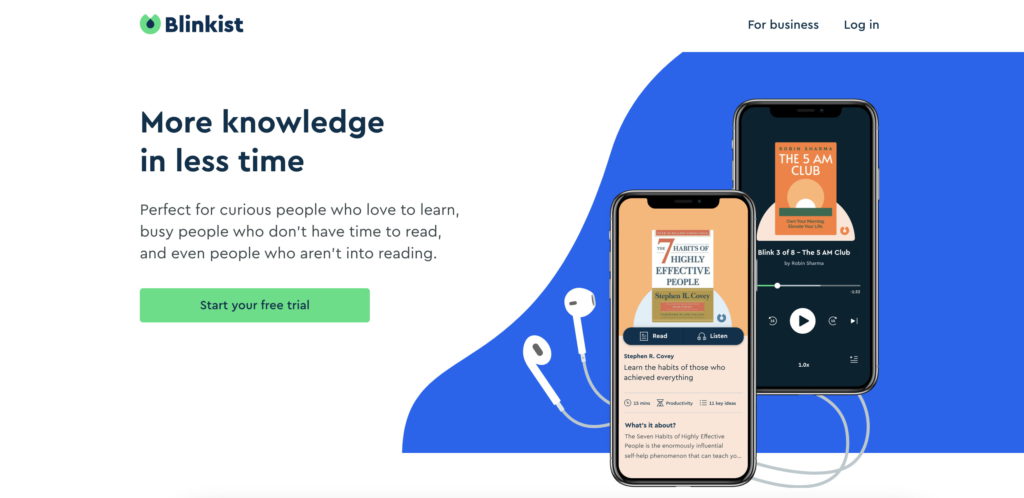 Blinkist
For business
Log in
More knowledge
in less time
Perfect for curious people who love to learn,
busy people who don't have time to read,
and even people who aren't into reading.
Start your free trial
THE
7 HABITS OF
HIGHLY
EFFECTIVE
PEOPLE
Stephen R. Covey
Read
Listen
Stephen R. Covey
Learn the habits of those who
achieved everything
15 mins
Productivity
11 key ideas
What's it about?
The Seven Habits of Highly Effective
People is the enormously influential
self-help phenomenon that can teach yo...
ROBIN SHARMA
THE 5 AM
CLUB
Own Your Morning.
Elevate Your Life.
Blink 3 of 8 – The 5 AM Club
by Robin Sharma
1.0x